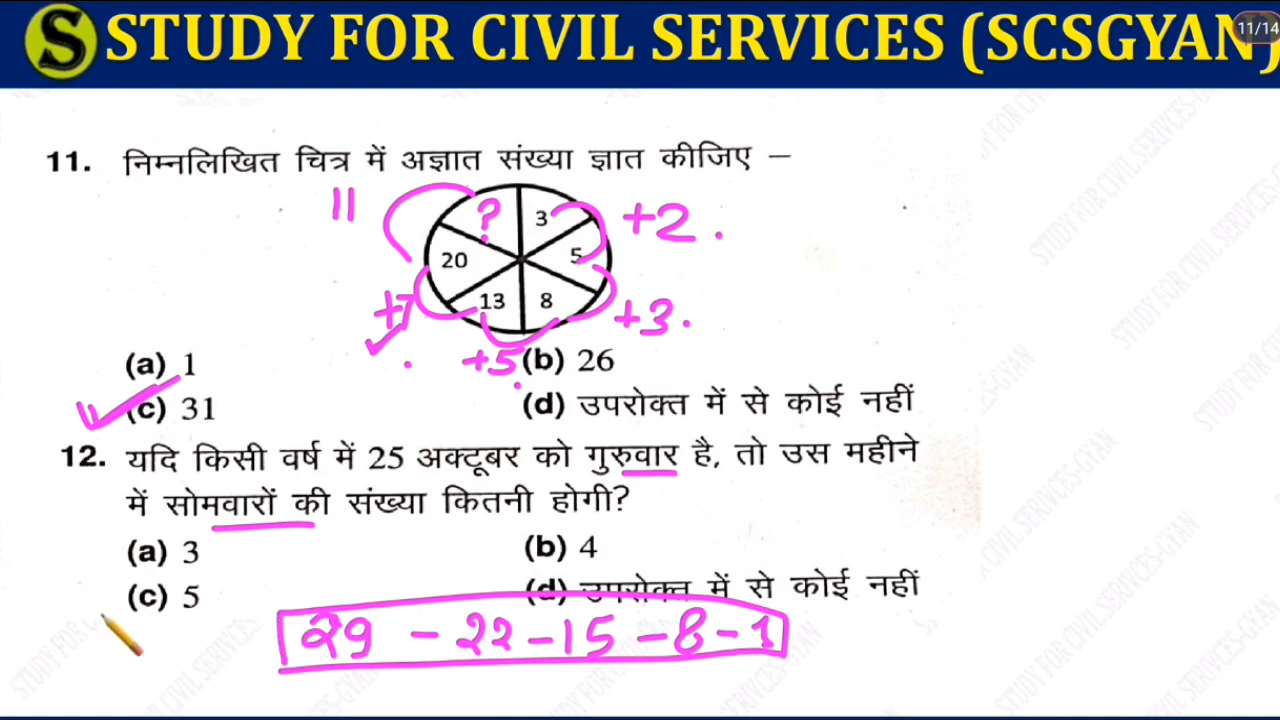 S STUDY FOR CIVIL SERVICES (SCSGYAN)
11/14
11. निम्नलिखित चित्र में अज्ञात संख्या ज्ञात कीजिए –
11 ? 3 +2.
20 5
+7 13 8 +3.
+5.
(a) 1 (b) 26
(c) 31 (d) उपरोक्त में से कोई नहीं
12. यदि किसी वर्ष में 25 अक्टूबर को गुरुवार है, तो उस महीने
में सोमवारों की संख्या कितनी होगी?
(a) 3 (b) 4
(c) 5 (d) उपरोक्त में से कोई नहीं
29 – 22 – 15 – 8 – 1